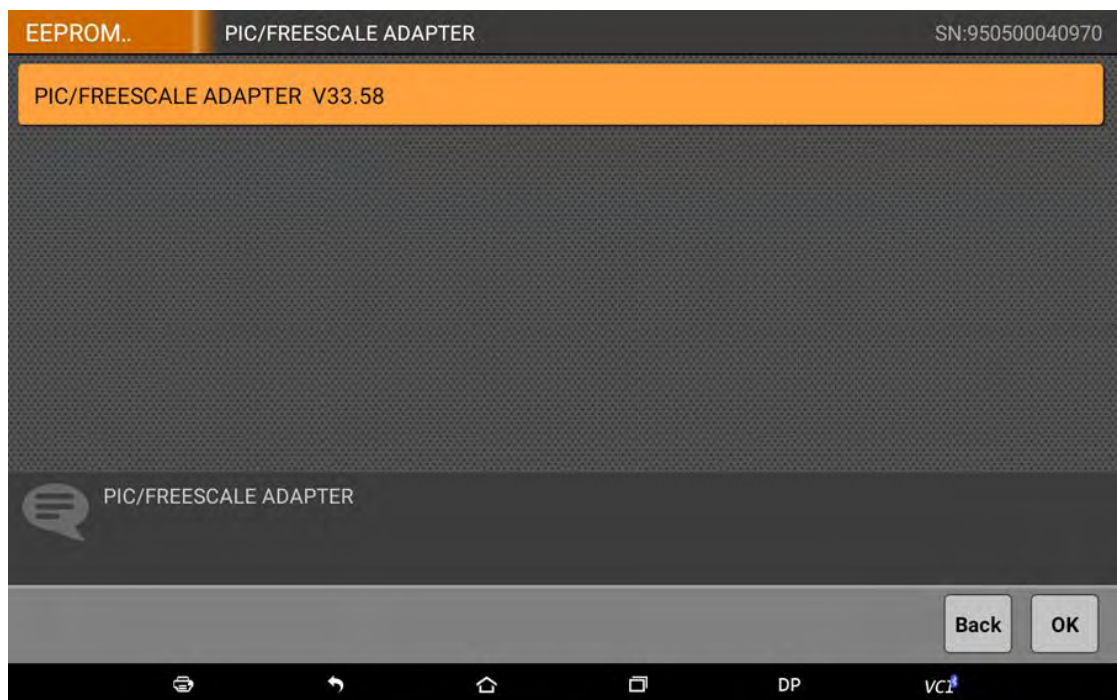 EEPROM.. PIC/FREESCALE ADAPTER SN:950500040970
PIC/FREESCALE ADAPTER V33.58
PIC/FREESCALE ADAPTER
Back OK
DP VCI